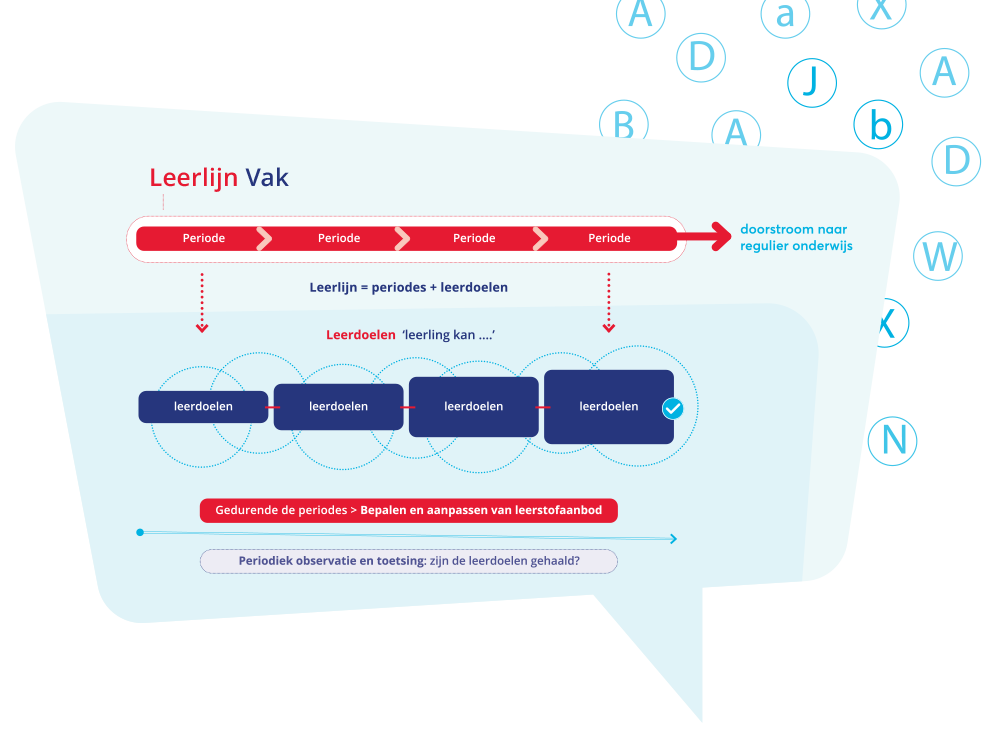 A
a
X
D
J
A
B
A
b
D
Leerlijn Vak
Periode
Periode
Periode
Periode
doorstroom naar
regulier onderwijs
W
Leerlijn = periodes + leerdoelen
X
Leerdoelen 'leerling kan ....'
leerdoelen
leerdoelen
leerdoelen
leerdoelen
N
Gedurende de periodes > Bepalen en aanpassen van leerstofaanbod
Periodiek observatie en toetsing: zijn de leerdoelen gehaald?